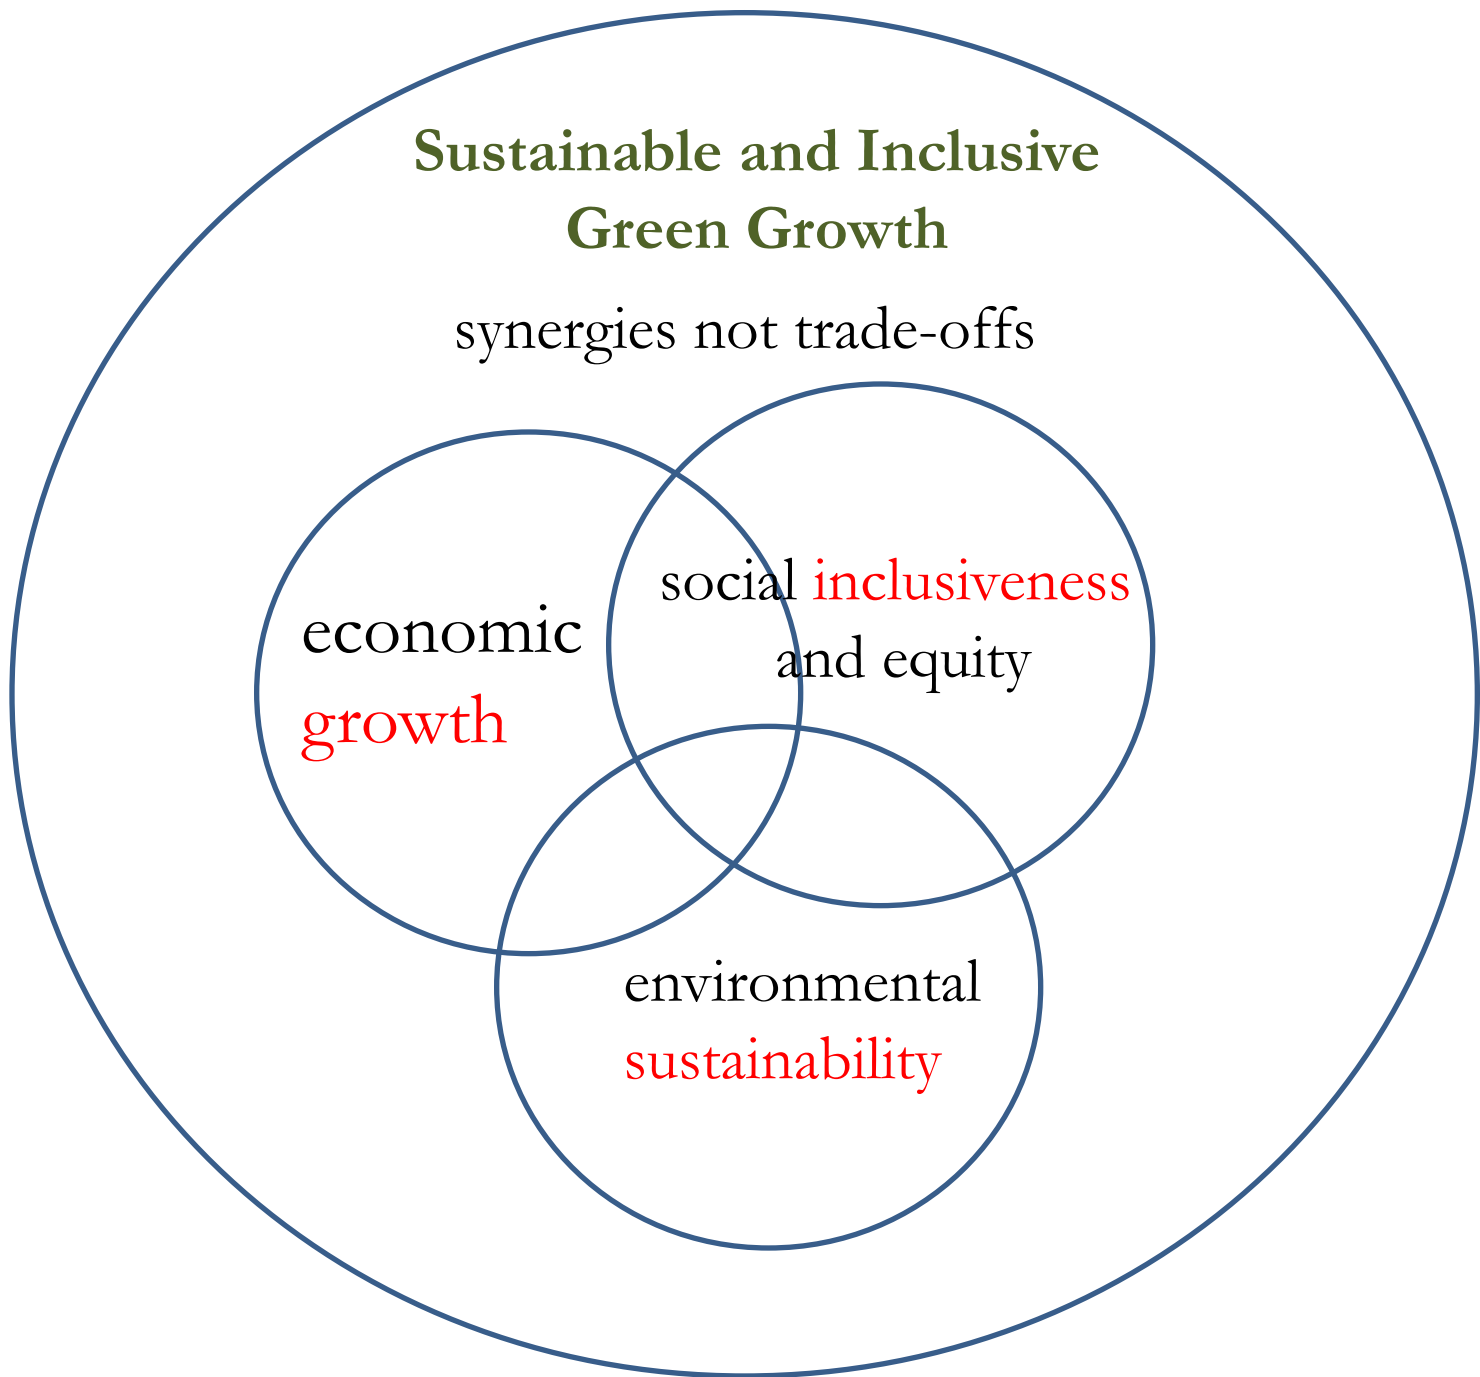 Sustainable and Inclusive
Green Growth
synergies not trade-offs
economic
growth
social inclusiveness
and equity
environmental
sustainability